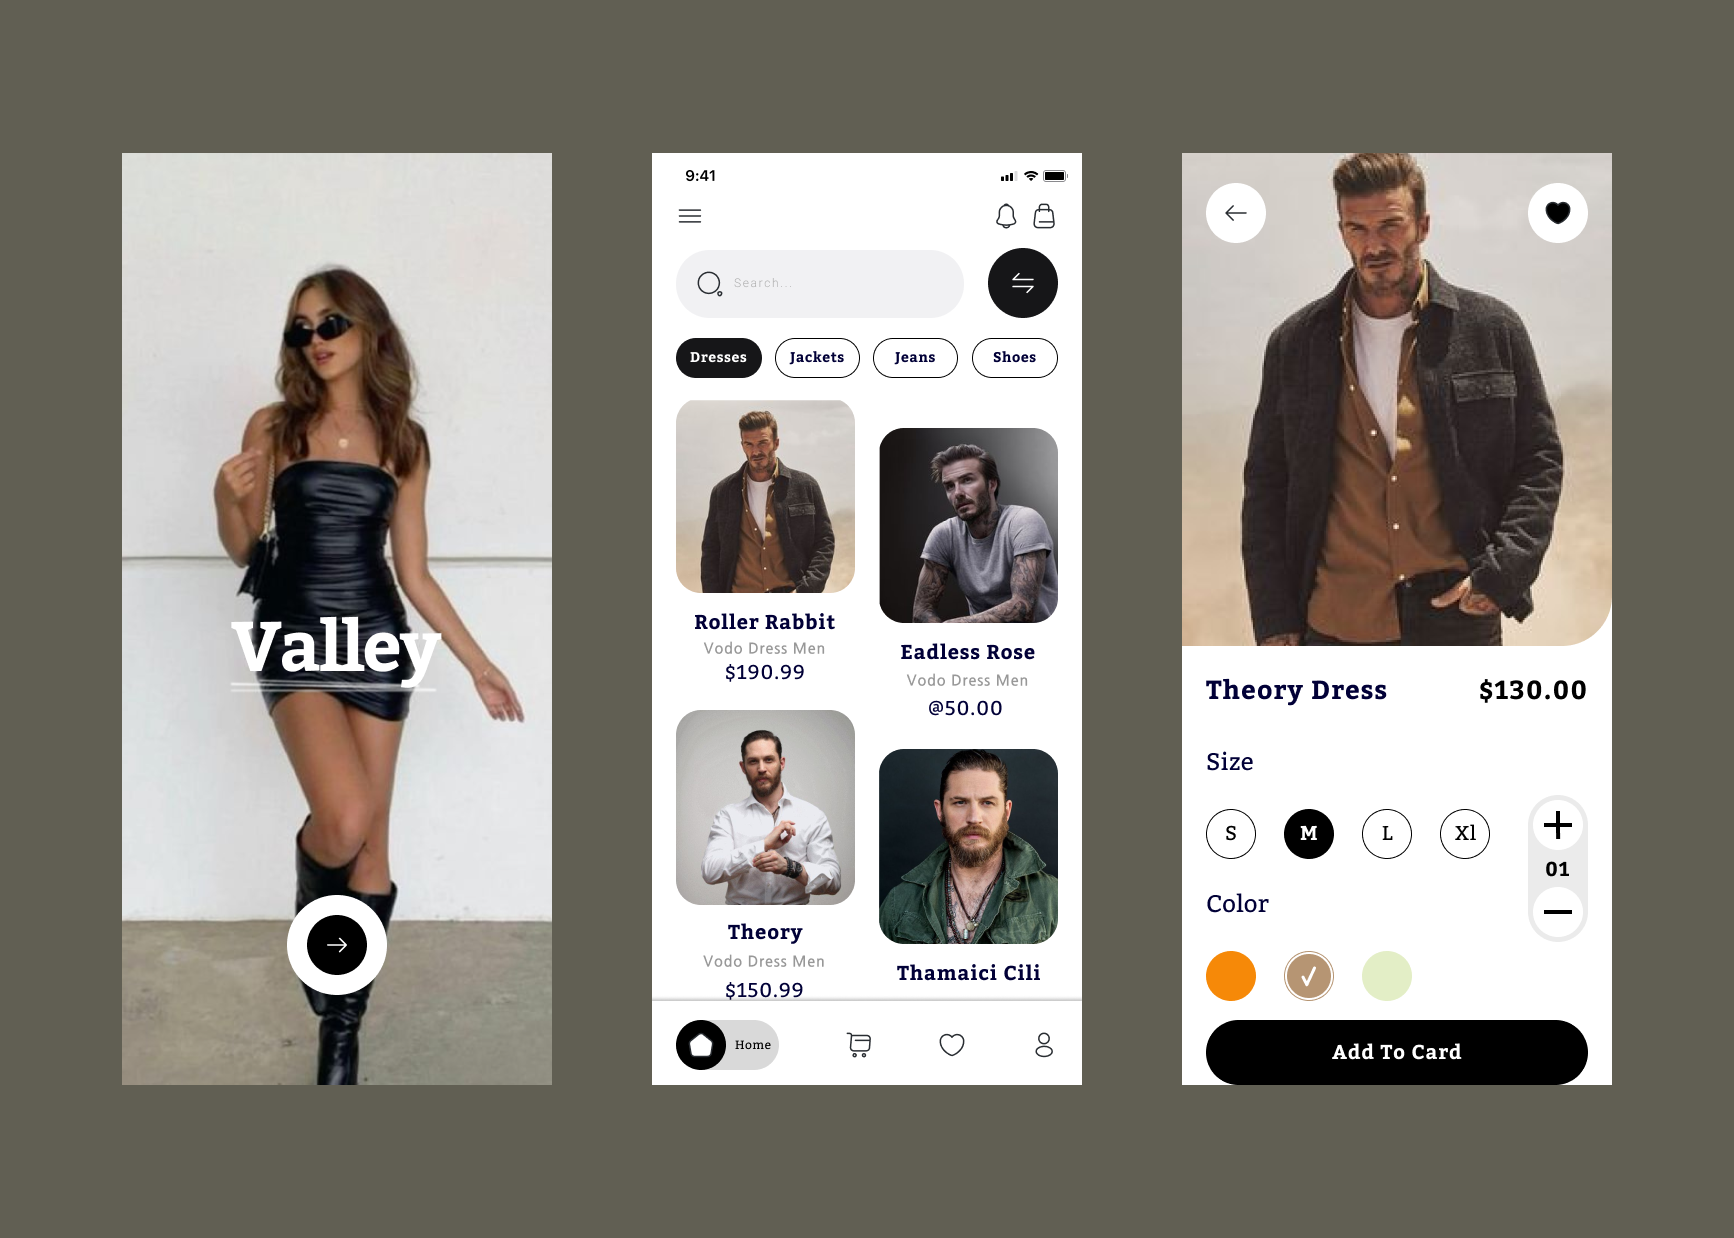 Valley
9:41
Search...
Dresses
Jackets
Jeans
Shoes
Roller Rabbit
Vodo Dress Men
$190.99
Eadless Rose
Vodo Dress Men
@50.00
Theory
Vodo Dress Men
$150.99
Thamaici Cili
Home
Theory Dress
$130.00
Size
S
M
L
Xl
01
Color
Add To Card